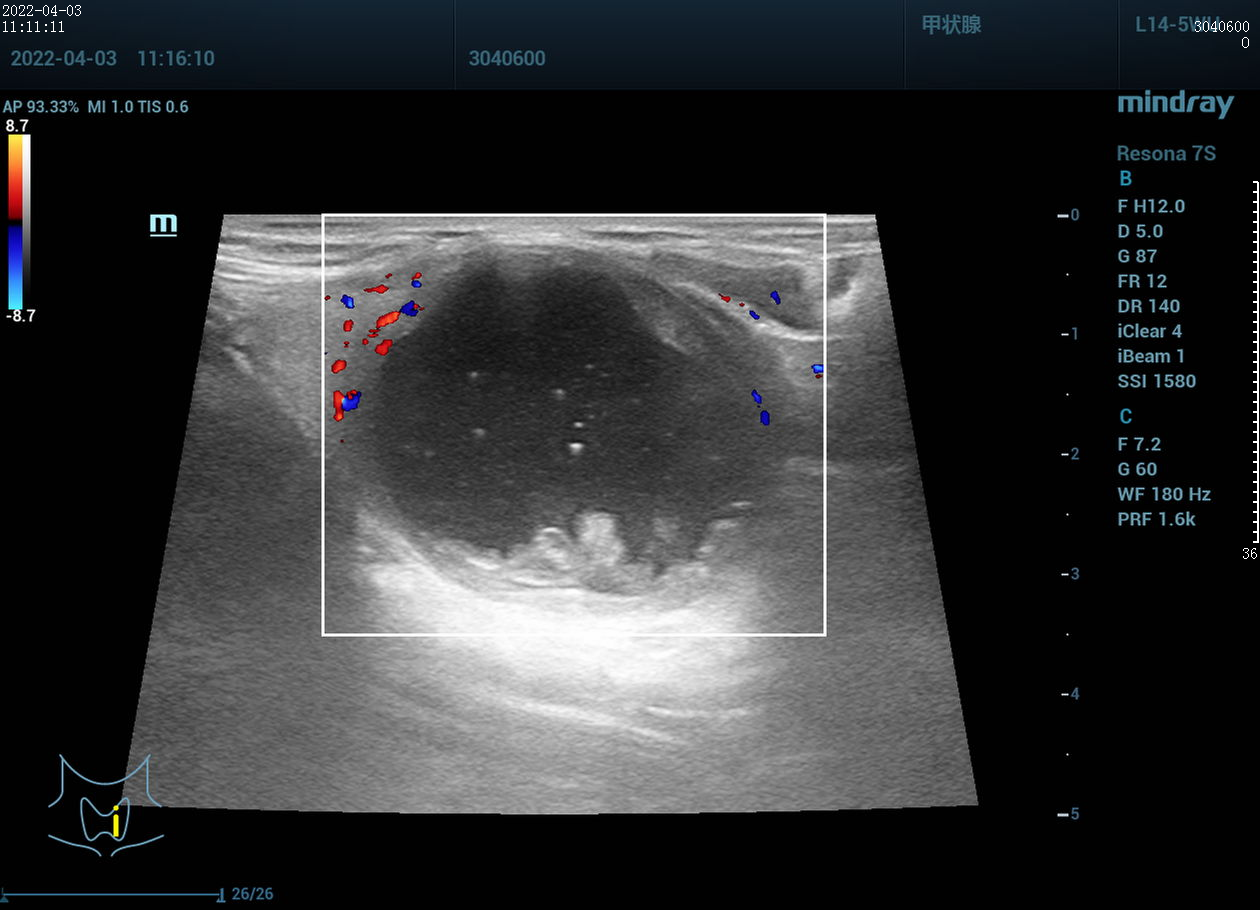 2022-04-03
11:11:11
2022-04-03 11:16:10
3040600
甲状腺
L14-5W
3040600
0
AP 93.33% MI 1.0 TIS 0.6
8.7
-8.7
m
mindray
Resona 7S
B
F H12.0
D 5.0
G 87
FR 12
DR 140
iClear 4
iBeam 1
SSI 1580
C
F 7.2
G 60
WF 180 Hz
PRF 1.6k
0
1
2
3
4
5
36
26/26